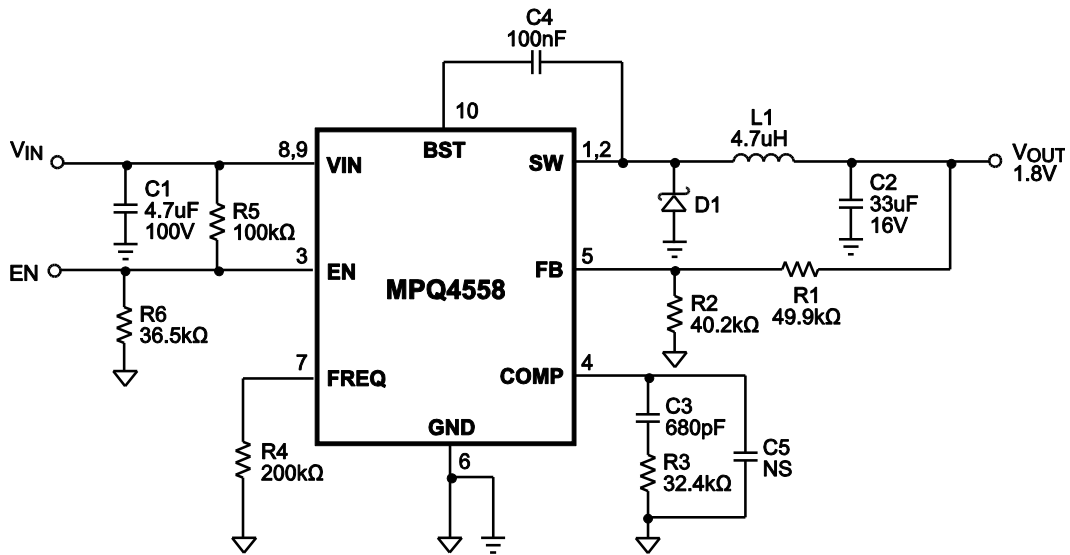 C4
100nF
10
L1
4.7uH
VIN
8,9
VIN
BST
SW
1,2
VOUT
1.8V
C1
4.7uF
100V
R5
100kΩ
D1
C2
33uF
16V
EN
3
EN
MPQ4558
FB
5
R6
36.5kΩ
R2
40.2kΩ
R1
49.9kΩ
7
FREQ
COMP
4
R4
200kΩ
GND
6
C3
680pF
R3
32.4kΩ
C5
NS